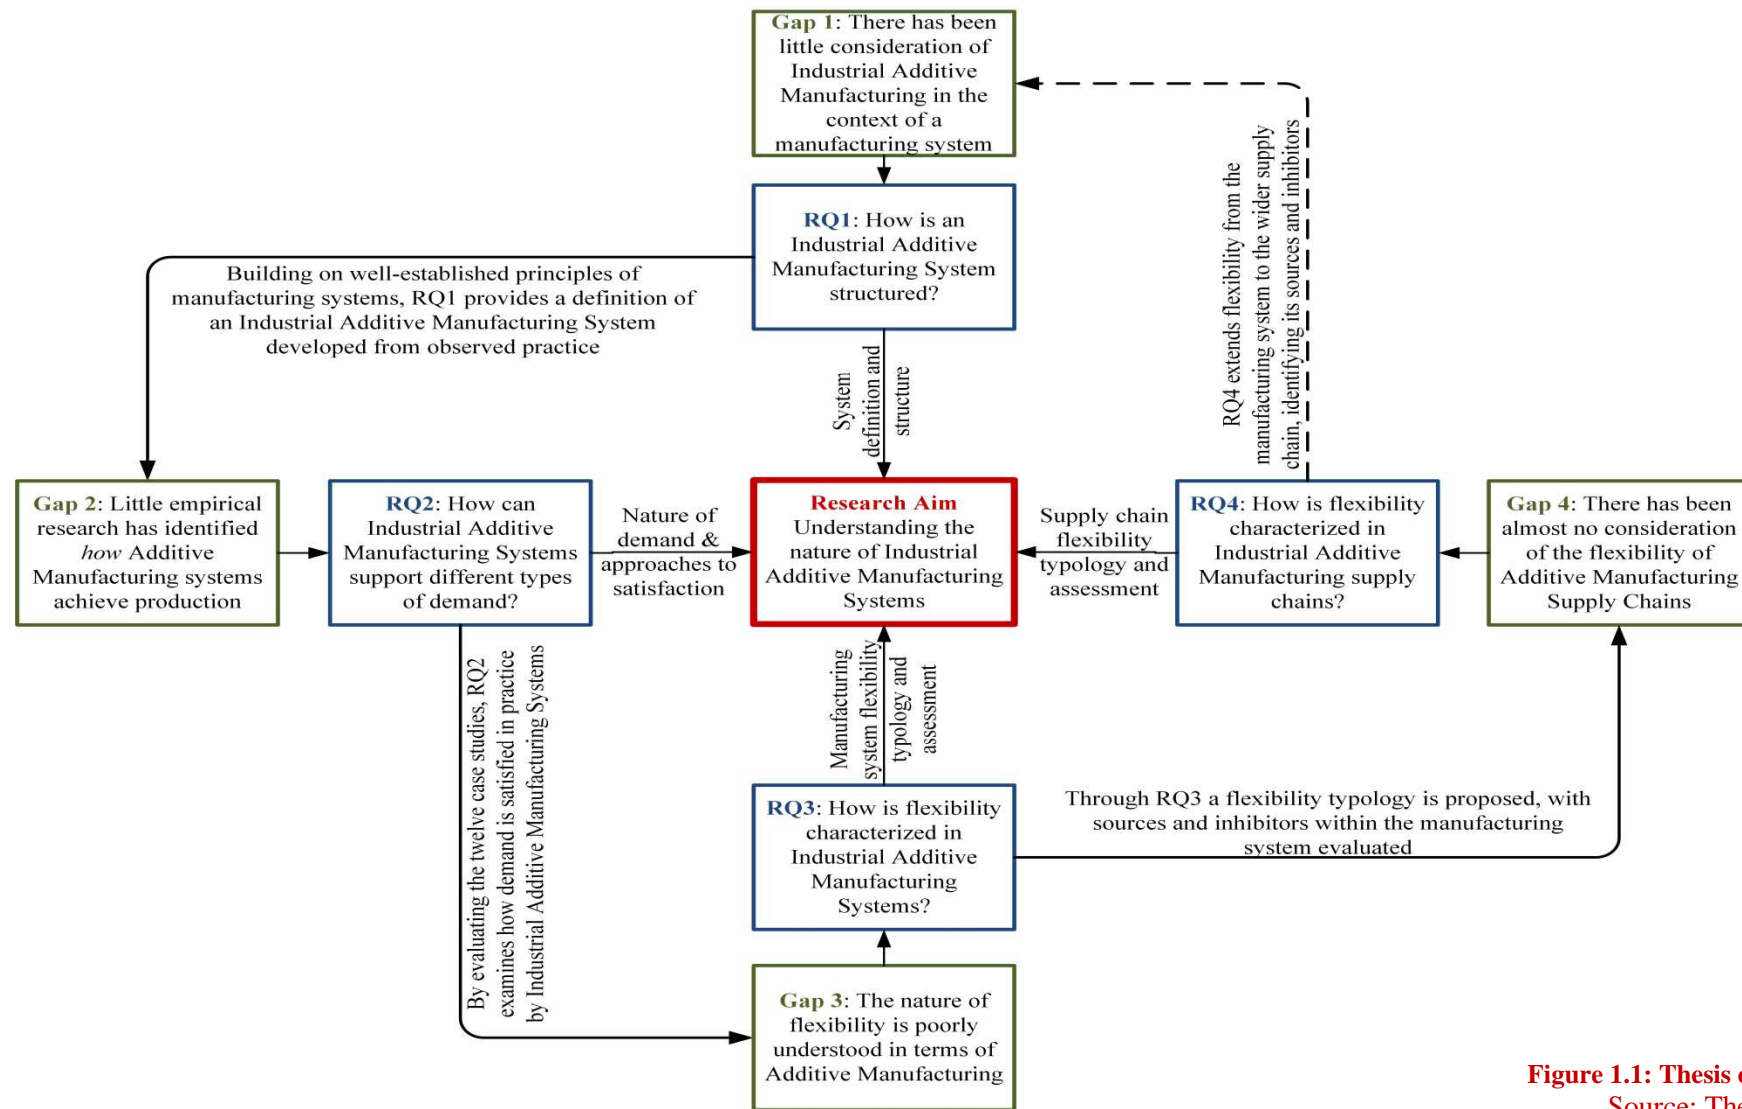 Gap 1: There has been
little consideration of
Industrial Additive
Manufacturing in the
context of a
manufacturing system
RQ1: How is an
Industrial Additive
Manufacturing System
structured?
Building on well-established principles of
manufacturing systems, RQ1 provides a definition of
an Industrial Additive Manufacturing System
developed from observed practice
System
definition and
structure
RQ4 extends flexibility from the
manufacturing system to the wider supply
chain, identifying its sources and inhibitors
Gap 2: Little empirical
research has identified
how Additive
Manufacturing systems
achieve production
RQ2: How can
Industrial Additive
Manufacturing Systems
support different types
of demand?
Nature of
demand &
approaches to
satisfaction
Research Aim
Understanding the
nature of Industrial
Additive Manufacturing
Systems
Supply chain
flexibility
typology and
assessment
RQ4: How is flexibility
characterized in
Industrial Additive
Manufacturing supply
chains?
Gap 4: There has been
almost no consideration
of the flexibility of
Additive Manufacturing
Supply Chains
By evaluating the twelve case studies, RQ2
examines how demand is satisfied in practice
by Industrial Additive Manufacturing Systems
Manufacturing
system flexibility
typology and
assessment
RQ3: How is flexibility
characterized in
Industrial Additive
Manufacturing
Systems?
Through RQ3 a flexibility typology is proposed, with
sources and inhibitors within the manufacturing
system evaluated
Gap 3: The nature of
flexibility is poorly
understood in terms of
Additive Manufacturing
Figure 1.1: Thesis
Source: The